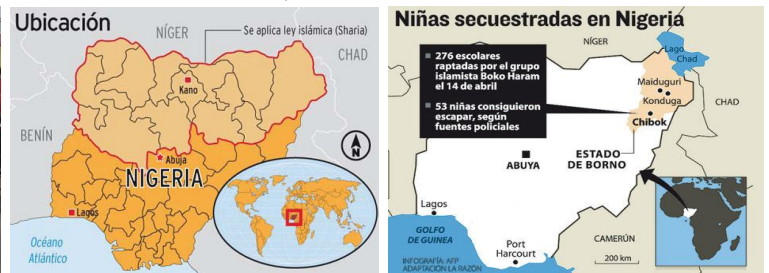 Ubicación
NÍGER
Se aplica ley islámica (Sharia)
CHAD
Kano
BENÍN
N
Abuja
NIGERIA
Lagos
Océano
Atlántico
Niñas secuestradas en Nigeria
NÍGER
Lago
Chad
276 escolares
raptadas por el grupo
islamista Boko Haram
el 14 de abril
53 niñas consiguieron
escapar, según
fuentes policiales
Maiduguri
Konduga
CHAD
Chibok
ABUYA
ESTADO
DE BORNO
Lagos
GOLFO
DE GUINEA
Port
Harcourt
CAMERÚN
INFOGRAFÍA: AFP
ADAPTACIÓN LA RAZÓN
200 km